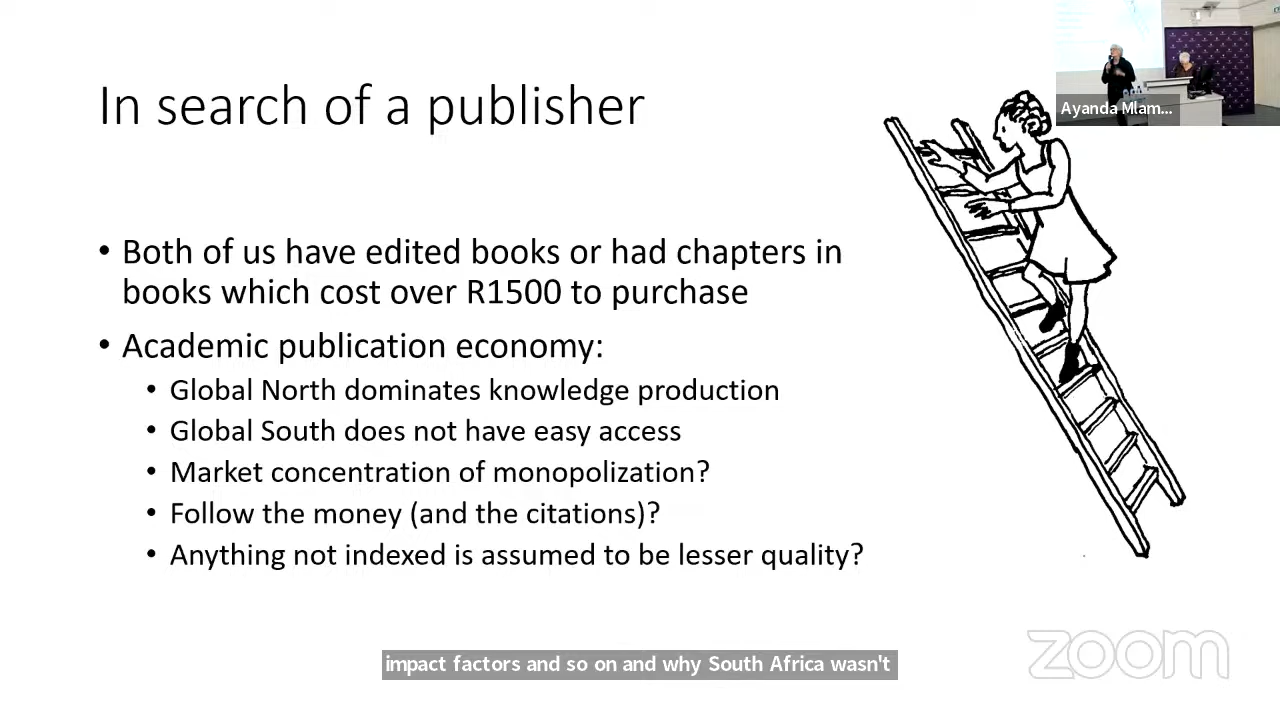 In search of a publisher
Ayanda Mlam...
• Both of us have edited books or had chapters in
books which cost over R1500 to purchase
• Academic publication economy:
• Global North dominates knowledge production
• Global South does not have easy access
• Market concentration of monopolization?
• Follow the money (and the citations)?
• Anything not indexed is assumed to be lesser quality?
impact factors and so on and why South Africa wasn't
zoom